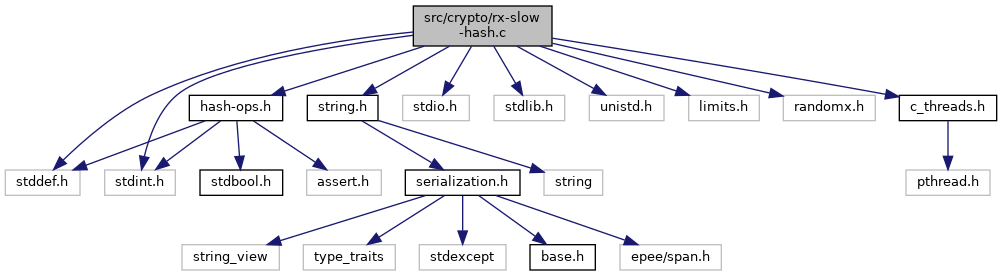 src/crypto/rx-slow
-hash.c
hash-ops.h
string.h
stdio.h
stdlib.h
unistd.h
limits.h
randomx.h
c_threads.h
stddef.h
stdint.h
stdbool.h
assert.h
serialization.h
string
pthread.h
string_view
type_traits
stdexcept
base.h
epee/span.h